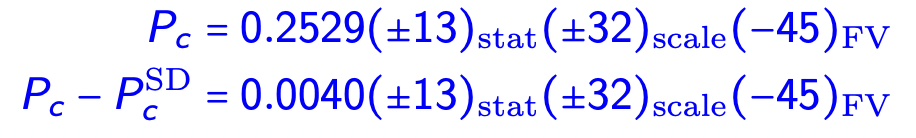 P_c = 0.2529(±13)_stat(±32)_scale(−45)_FV
P_c − P_c^SD = 0.0040(±13)_stat(±32)_scale(−45)_FV